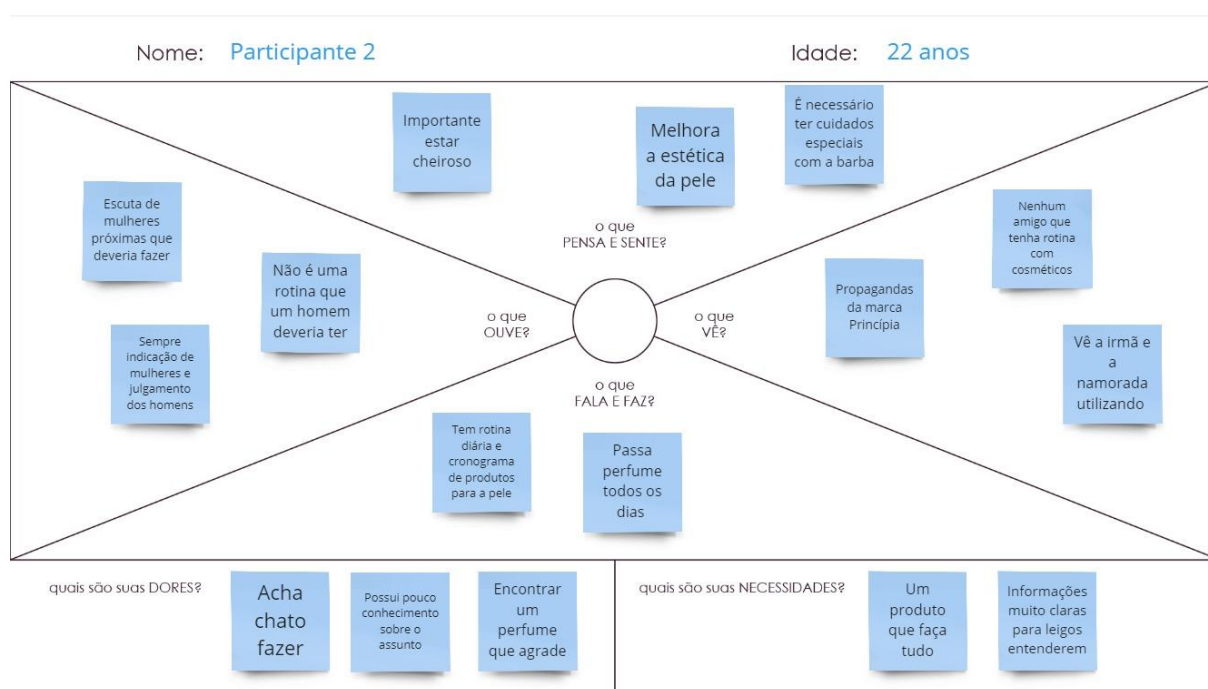 Nome: Participante 2
Idade: 22 anos
Importante
estar
cheiroso
Melhora
a estética
da pele
É necessário
ter cuidados
especiais
com a barba
o que
PENSA E SENTE?
Escuta de
mulheres
próximas que
deveria fazer
Não é uma
rotina que
um homem
deveria ter
Sempre
indicação de
mulheres e
julgamento
dos homens
o que
OUVE?
o que
VÊ?
Propagandas
da marca
Princípia
Nenhum
amigo que
tenha rotina
com
cosméticos
Vê a irmã e
a
namorada
utilizando
o que
FALA E FAZ?
Tem rotina
diária e
cronograma
de produtos
para a pele
Passa
perfume
todos os
dias
quais são suas DORES?
Acha
chato
fazer
Possui pouco
conhecimento
sobre o
assunto
Encontrar
um
perfume
que agrade
quais são suas NECESSIDADES?
Um
produto
que faça
tudo
Informações
muito claras
para leigos
entenderem